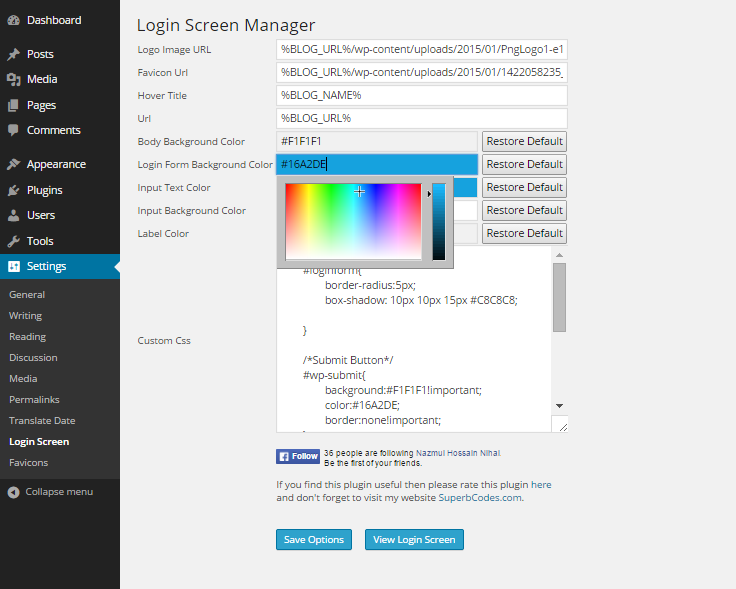 Dashboard
Posts
Media
Pages
Comments
Appearance
Plugins
Users
Tools
Settings
General
Writing
Reading
Discussion
Media
Permalinks
Translate Date
Login Screen
Favicons
Collapse menu
Login Screen Manager
Logo Image URL %BLOG_URL%/wp-content/uploads/2015/01/PngLogo1-e1
Favicon Url %BLOG_URL%/wp-content/uploads/2015/01/1422058235_
Hover Title %BLOG_NAME%
Url %BLOG_URL%
Body Background Color #F1F1F1 Restore Default
Login Form Background Color #16A2DE Restore Default
Input Text Color Restore Default
Input Background Color Restore Default
Label Color Restore Default
Custom Css
#loginform{
border-radius:5px;
box-shadow: 10px 10px 15px #C8C8C8;
}
/*Submit Button*/
#wp-submit{
background:#F1F1F1!important;
color:#16A2DE;
border:none!important;
Follow 36 people are following Nazmul Hossain Nihal.
Be the first of your friends.
If you find this plugin useful then please rate this plugin here
and don't forget to visit my website SuperbCodes.com.
Save Options View Login Screen